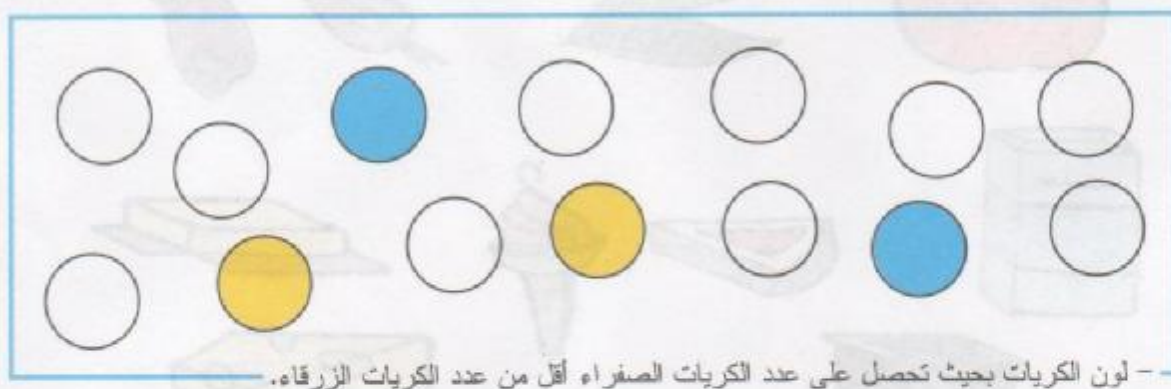 - لون الكريات بحيث تحصل على عدد الكريات الصفراء أقل من عدد الكريات الزرقاء.